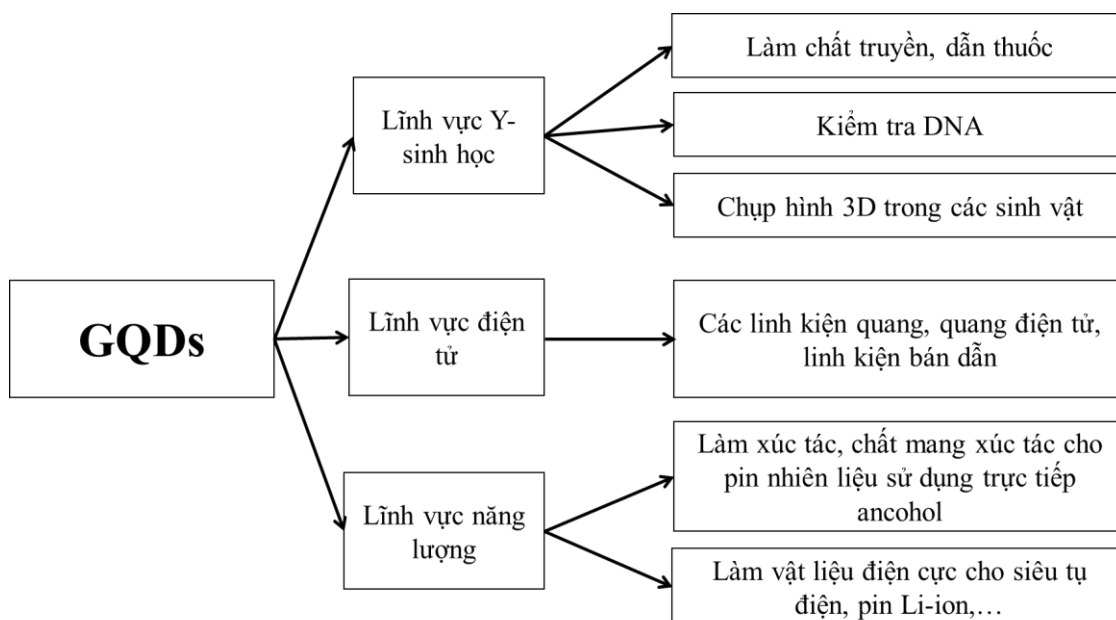 Làm chất truyền, dẫn thuốc
Lĩnh vực Y-
sinh học
Kiểm tra DNA
Chụp hình 3D trong các sinh vật
GQDs
Lĩnh vực điện
tử
Các linh kiện quang, quang điện tử,
linh kiện bán dẫn
Lĩnh vực năng
lượng
Làm xúc tác, chất mang xúc tác cho
pin nhiên liệu sử dụng trực tiếp
ancohol
Làm vật liệu điện cực cho siêu tụ
điện, pin Li-ion,…